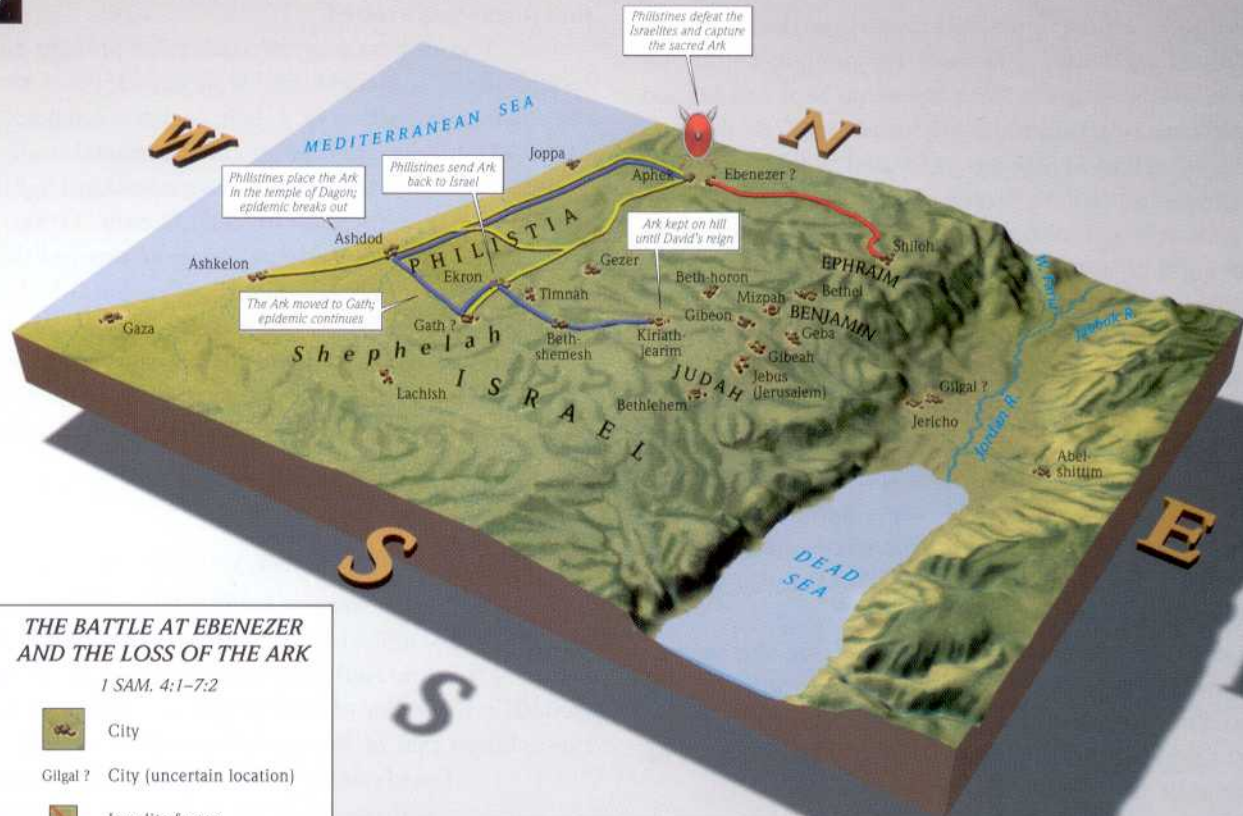 Philistines defeat the
Israelites and capture
the sacred Ark
W
N
MEDITERRANEAN SEA
Joppa
Philistines send Ark
back to Israel
Philistines place the Ark
in the temple of Dagon;
epidemic breaks out
Aphek
Ebenezer ?
Ark kept on hill
until David's reign
Ashdod
PHILISTIA
Shiloh
EPHRAIM
Ashkelon
Ekron
Gezer
Beth-horon
Bethel
Timnah
Mizpah
The Ark moved to Gath;
epidemic continues
Gibeon
BENJAMIN
Gaza
Gath ?
Geba
Beth-
shemesh
Kiriath-
Jearim
Gibeah
Shephelah
JUDAH
Jebus
(Jerusalem)
Lachish
ISRAEL
Bethlehem
Gilgal ?
Jericho
W. Faria
Jabbok R.
Jordan R.
Abel-
shittim
S
E
DEAD
SEA
S
THE BATTLE AT EBENEZER
AND THE LOSS OF THE ARK
1 SAM. 4:1–7:2
City
Gilgal ? City (uncertain location)